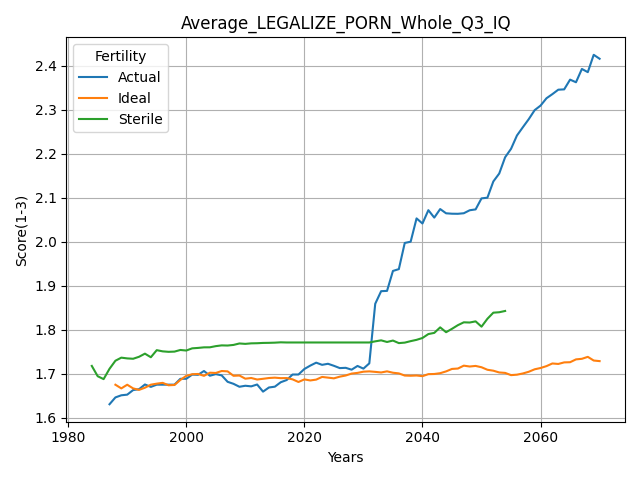 Average_LEGALIZE_PORN_Whole_Q3_IQ
Fertility
Actual
Ideal
Sterile
Score(1-3)
2.4
2.3
2.2
2.1
2.0
1.9
1.8
1.7
1.6
1980
2000
2020
2040
2060
Years